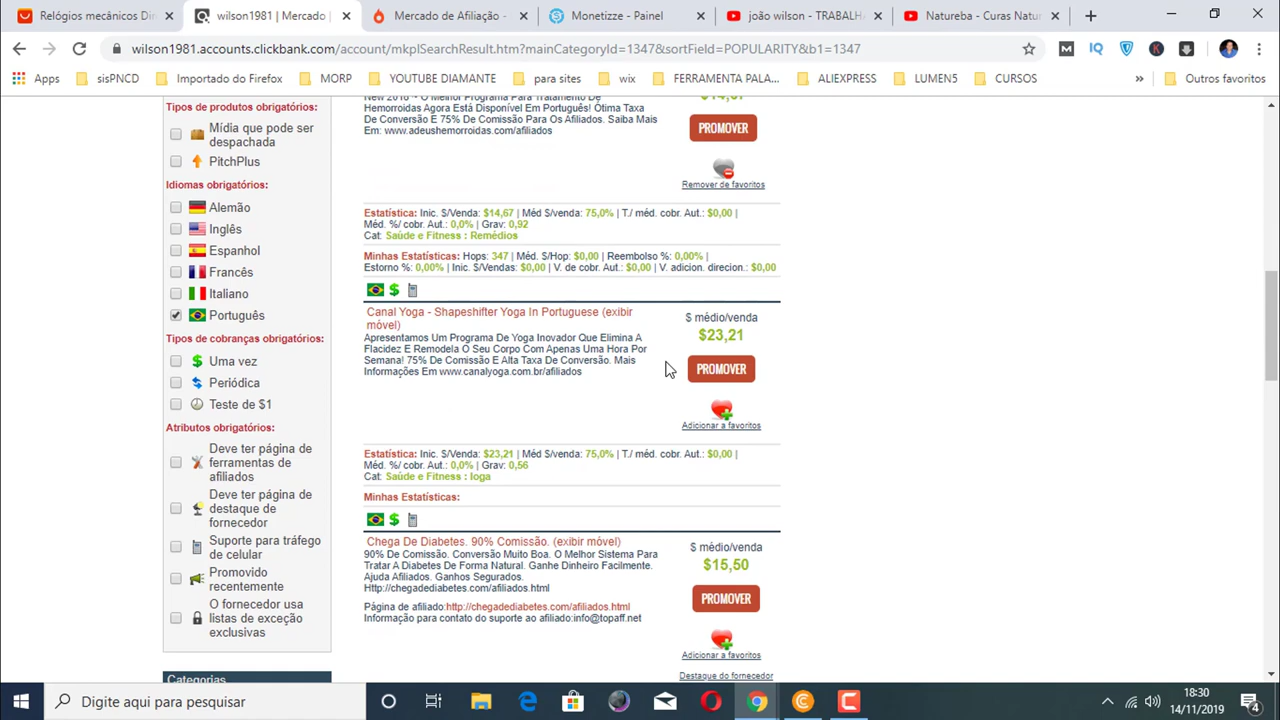 Relógios mecânicos Di
wilson1981 | Mercado
Mercado de Afiliação -
Monetizze - Painel
joão wilson - TRABALH
Natureba - Curas Natu
wilson1981.accounts.clickbank.com/account/mkplSearchResult.htm?mainCategoryId=1347&sortField=POPULARITY&b1=1347
Apps
sisPNCD
Importado do Firefox
MORP
YOUTUBE DIAMANTE
para sites
wix
FERRAMENTA PALA...
ALIEXPRESS
LUMEN5
CURSOS
»
Outros favoritos
Tipos de produtos obrigatórios:
Mídia que pode ser
despachada
PitchPlus
Idiomas obrigatórios:
Alemão
Inglês
Espanhol
Francês
Italiano
Português
Tipos de cobranças obrigatórios:
Uma vez
Periódica
Teste de $1
Atributos obrigatórios:
Deve ter página de
ferramentas de
afiliados
Deve ter página de
destaque de
fornecedor
Suporte para tráfego
de celular
Promovido
recentemente
O fornecedor usa
listas de exceção
exclusivas
Categorias
New 2016 ~ O Melhor Programa Para Tratamento De
Hemorroidas Agora Está Disponível Em Português! Ótima Taxa
De Conversão E 75% De Comissão Para Os Afiliados. Saiba Mais
Em: www.adeushemorroidas.com/afiliados
PROMOVER
Remover de favoritos
Estatística: Inic. $/Venda: $14,67 | Méd $/venda: 75,0% | T./ méd. cobr. Aut.: $0,00 |
Méd. %/ cobr. Aut.: 0,0% | Grav: 0,92
Cat: Saúde e Fitness : Remédios
Minhas Estatísticas: Hops: 347 | Méd. $/Hop: $0,00 | Reembolso %: 0,00% |
Estorno %: 0,00% | Inic. $/Vendas: $0,00 | V. de cobr. Aut.: $0,00 | V. adicion. direcion.: $0,00
Canal Yoga - Shapeshifter Yoga In Portuguese (exibir
móvel)
Apresentamos Um Programa De Yoga Inovador Que Elimina A
Flacidez E Remodela O Seu Corpo Com Apenas Uma Hora Por
Semana! 75% De Comissão E Alta Taxa De Conversão. Mais
Informações Em www.canalyoga.com.br/afiliados
$ médio/venda
$23,21
PROMOVER
Adicionar a favoritos
Estatística: Inic. $/Venda: $23,21 | Méd $/venda: 75,0% | T./ méd. cobr. Aut.: $0,00 |
Méd. %/ cobr. Aut.: 0,0% | Grav: 0,56
Cat: Saúde e Fitness : Ioga
Minhas Estatísticas:
Chega De Diabetes. 90% Comissão. (exibir móvel)
90% De Comissão. Conversão Muito Boa. O Melhor Sistema Para
Tratar A Diabetes De Forma Natural. Ganhe Dinheiro Facilmente.
Ajuda Afiliados. Ganhos Segurados.
Http://chegadediabetes.com/afiliados.html
Página de afiliado:http://chegadediabetes.com/afiliados.html
Informação para contato do suporte ao afiliado:info@topaff.net
$ médio/venda
$15,50
PROMOVER
Adicionar a favoritos
Destaque do fornecedor
Digite aqui para pesquisar
18:30
14/11/2019
4